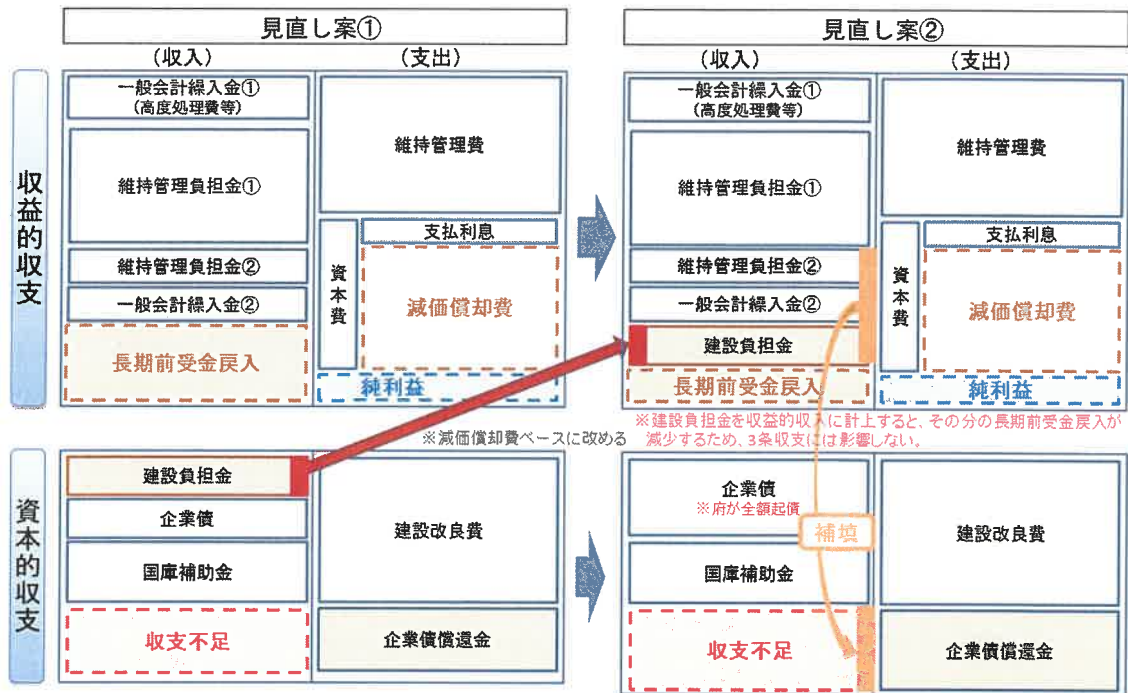 見直し案①
(収入)
(支出)
収益的収支
一般会計繰入金①
(高度処理費等)
維持管理負担金①
維持管理負担金②
一般会計繰入金②
長期前受金戻入
維持管理費
資本費
支払利息
減価償却費
純利益
見直し案②
(収入)
(支出)
一般会計繰入金①
(高度処理費等)
維持管理負担金①
維持管理負担金②
一般会計繰入金②
建設負担金
長期前受金戻入
維持管理費
資本費
支払利息
減価償却費
純利益
※減価償却費ベースに改める
※建設負担金を収益的収入に計上すると、その分の長期前受金戻入が
減少するため、3条収支には影響しない。
資本的収支
建設負担金
企業債
国庫補助金
収支不足
建設改良費
企業債償還金
企業債
※府が全額起債
補填
国庫補助金
収支不足
建設改良費
企業債償還金